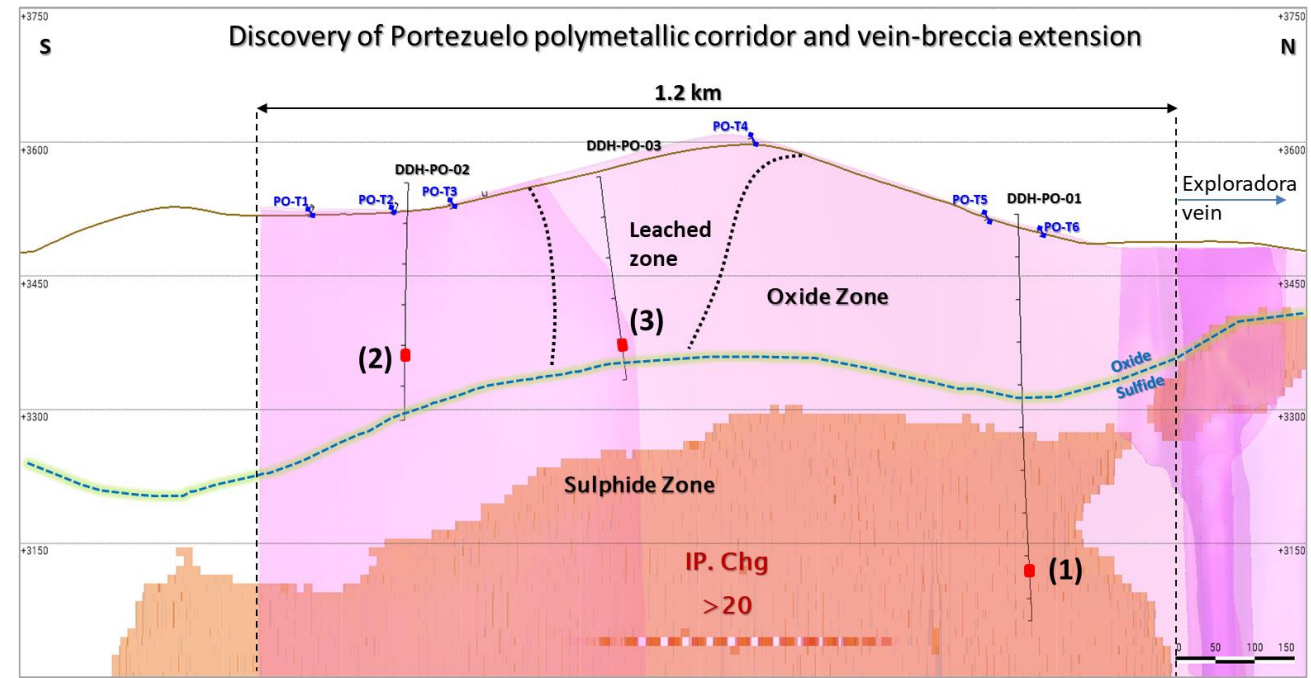 +3750
+3750
S
Discovery of Portezuelo polymetallic corridor and vein-breccia extension
N
1.2 km
PO-T4
+3600
DDH-PO-03
+3600
DDH-PO-02
PO-T1
PO-T2
PO-T3
PO-T5
DDH-PO-01
PO-T6
Exploradora
vein
Leached
zone
+3450
+3450
Oxide Zone
(3)
(2)
Oxide
Sulfide
+3300
+3300
Sulphide Zone
+3150
+3150
IP. Chg
>20
(1)
0 50 100 150